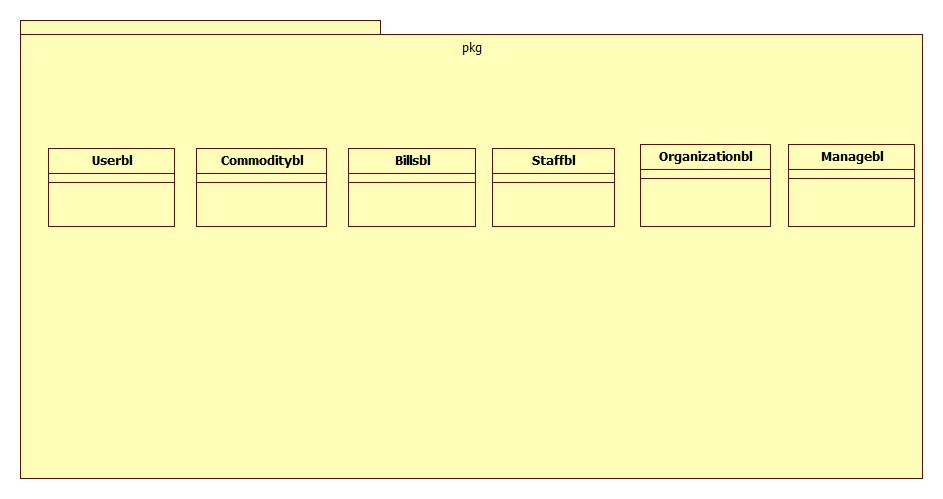 pkg
Userbl
Commoditybl
Billsbl
Staffbl
Organizationbl
Managebl